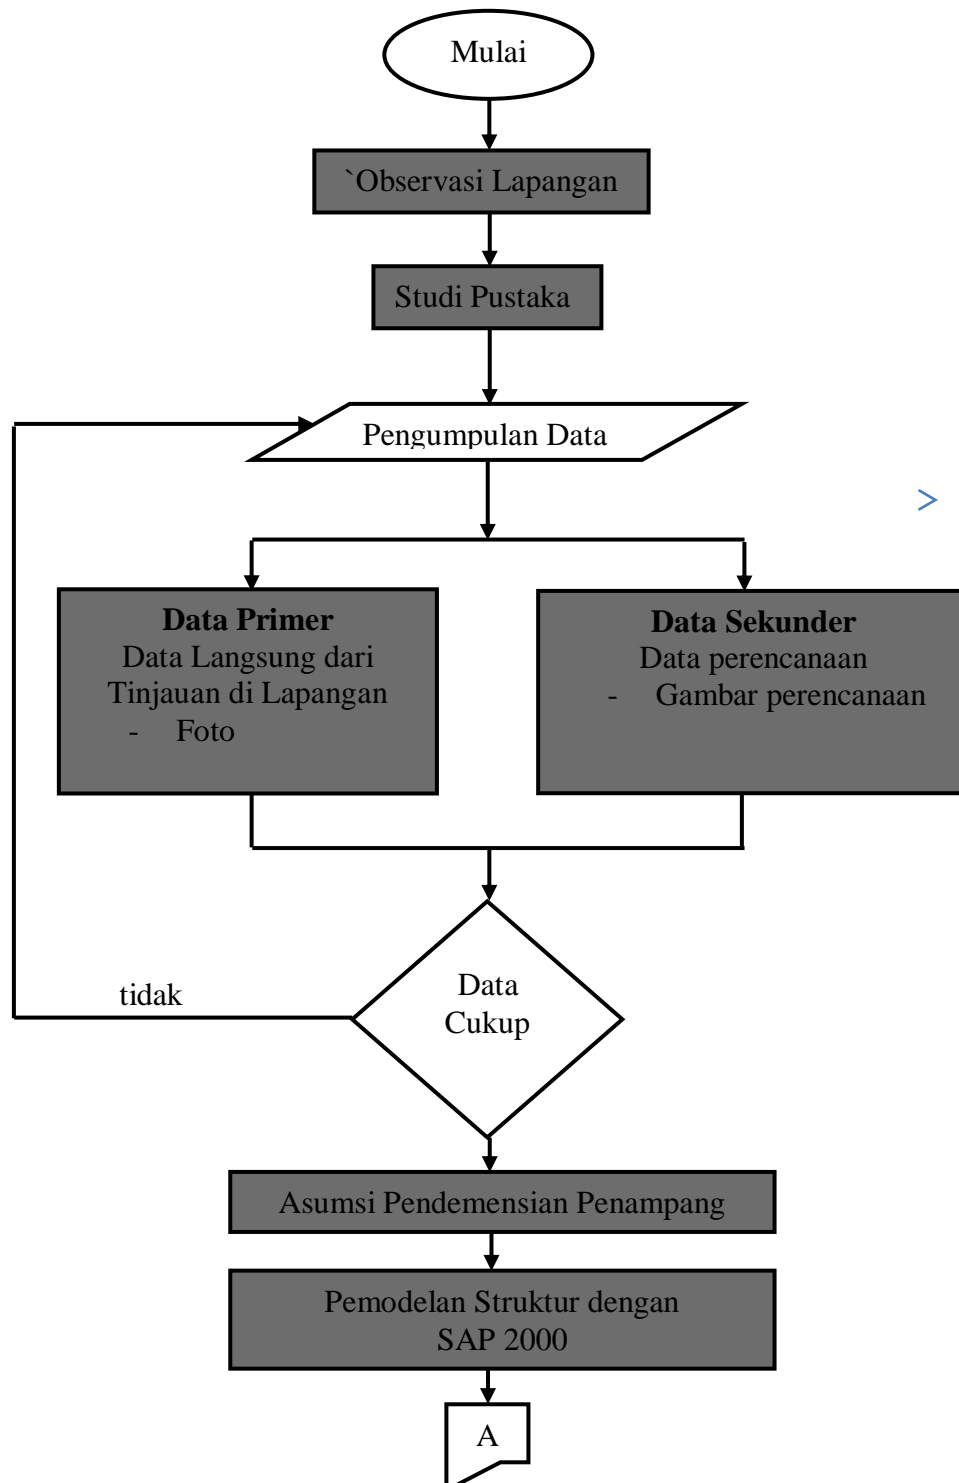 Mulai
`Observasi Lapangan
Studi Pustaka
Pengumpulan Data
>
Data Primer
Data Langsung dari
Tinjauan di Lapangan
- Foto
Data Sekunder
Data perencanaan
- Gambar perencanaan
Data
Cukup
tidak
Asumsi Pendemensian Penampang
Pemodelan Struktur dengan
SAP 2000
A